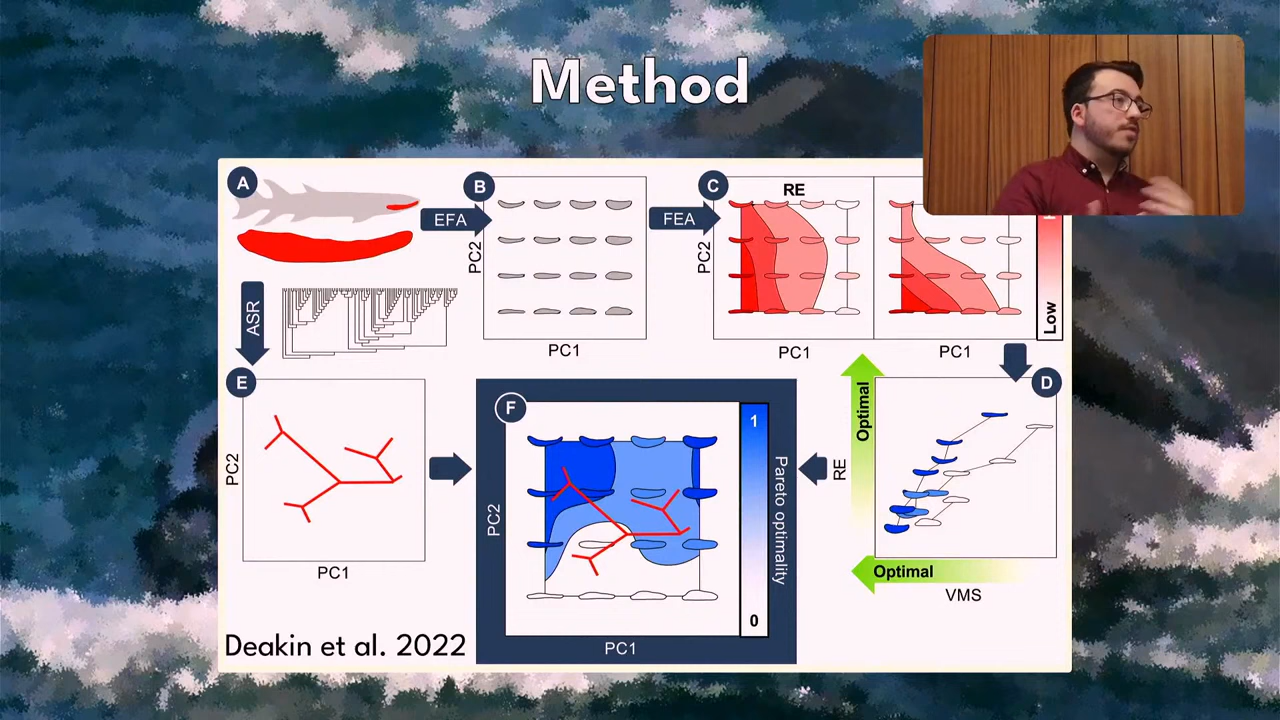 Method
A
EFA
B
PC2
PC1
FEA
C
RE
PC2
PC1
PC1
Low
ASR
E
PC2
PC1
F
PC2
PC1
1
0
Pareto optimality
D
Optimal
RE
Optimal
VMS
Deakin et al. 2022